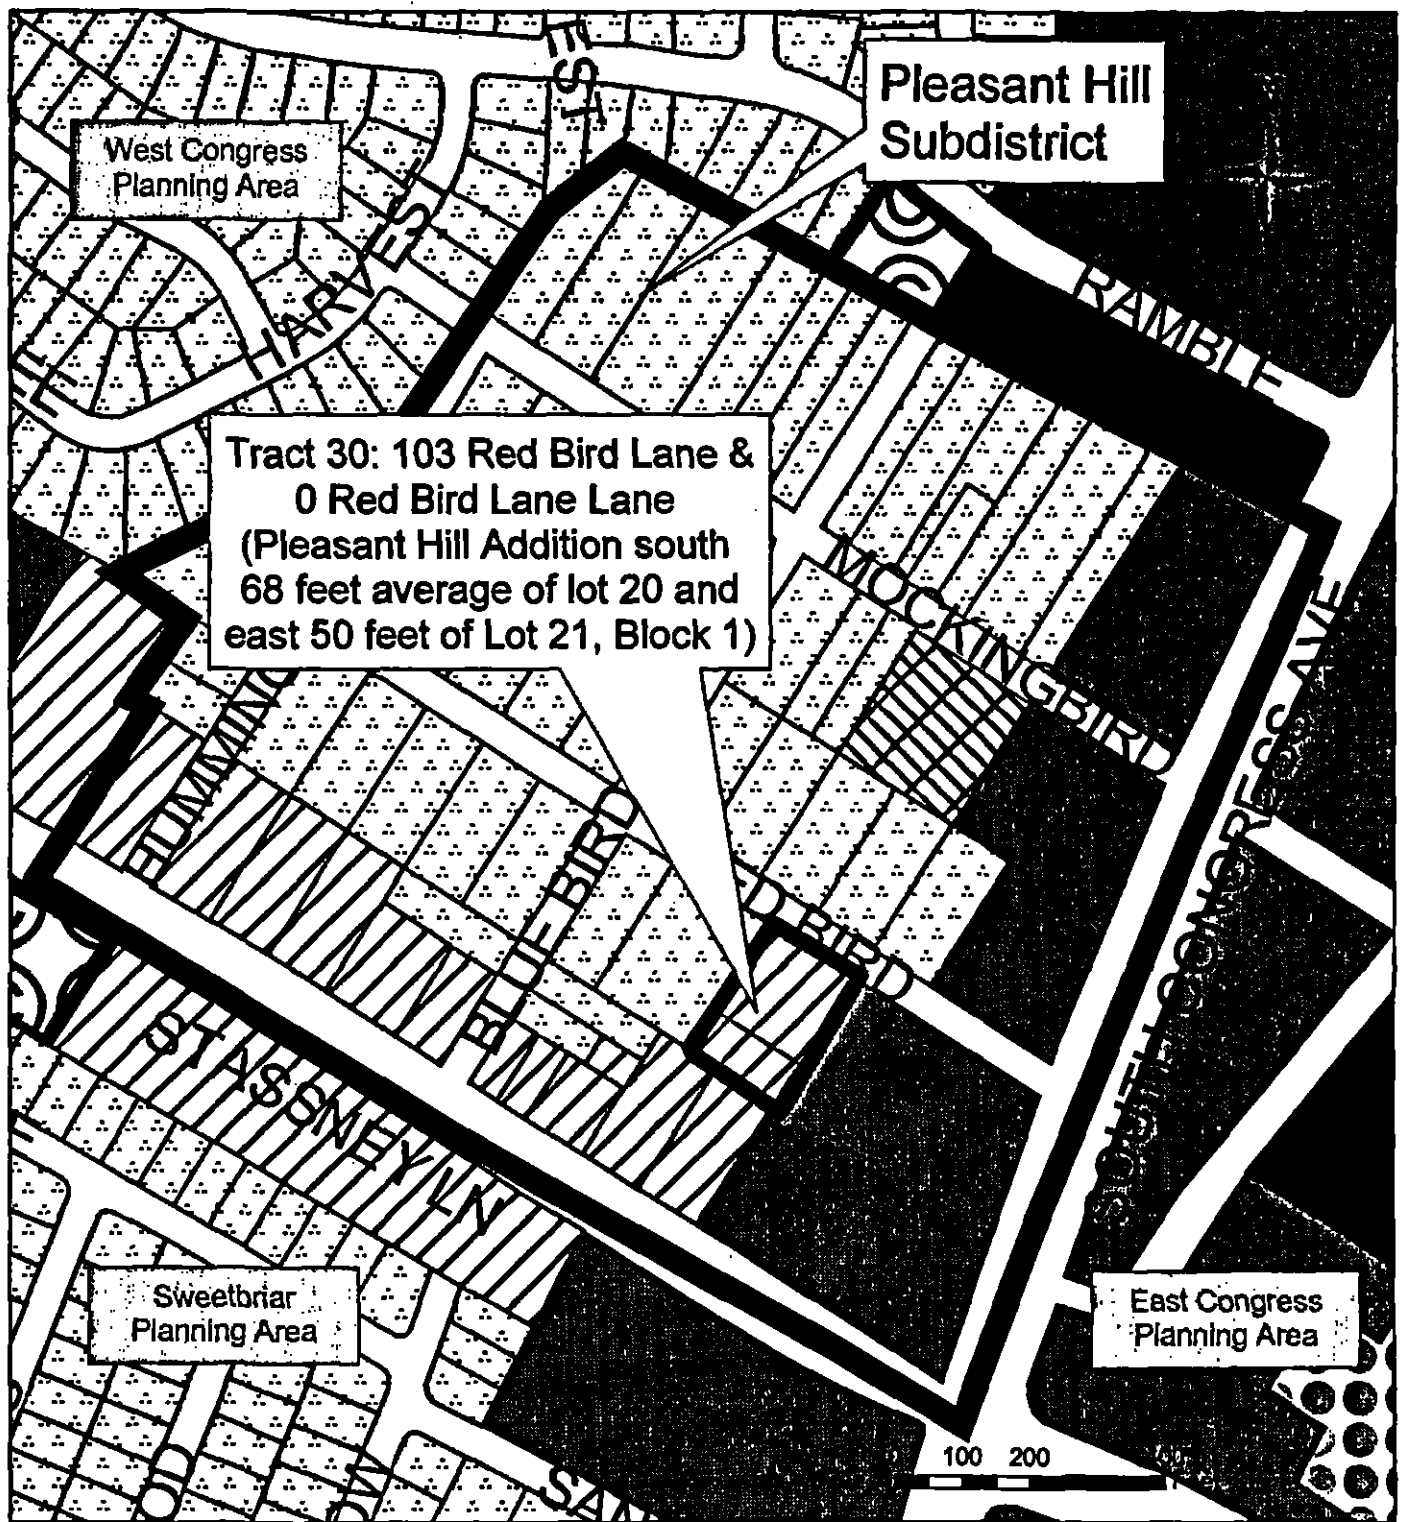 Pleasant Hill
Subdistrict
West Congress
Planning Area
HARVEST
RAMBLE
Tract 30: 103 Red Bird Lane &
0 Red Bird Lane Lane
(Pleasant Hill Addition south
68 feet average of lot 20 and
east 50 feet of Lot 21, Block 1)
MOCKINGBIRD
SOUTH CONGRESS AVE
BLUEBIRD
D BIRD
STASSNEY LN
Sweetbriar
Planning Area
East Congress
Planning Area
100 200
SAN